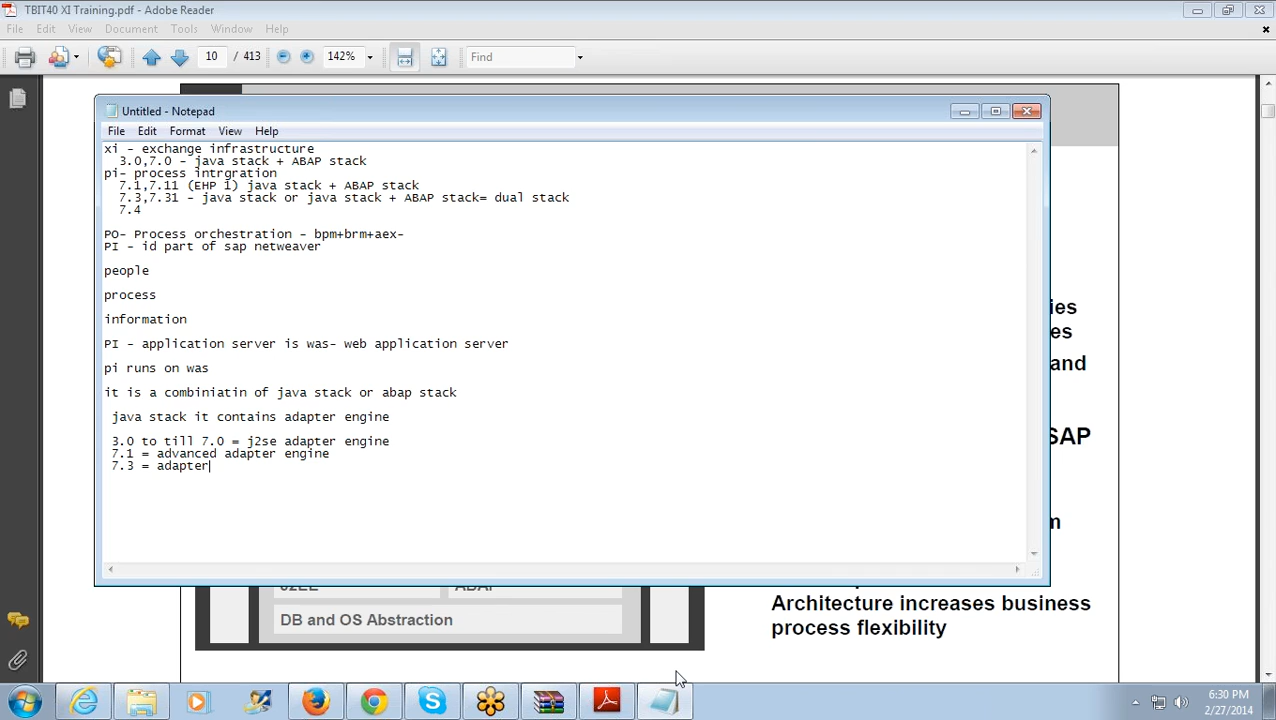 TBIT40 XI Training.pdf - Adobe Reader
File Edit View Document Tools Window Help
10 / 413 142% Find
Untitled - Notepad
File Edit Format View Help
xi - exchange infrastructure
3.0,7.0 - java stack + ABAP stack
pi- process intrgration
7.1,7.11 (EHP 1) java stack + ABAP stack
7.3,7.31 - java stack or java stack + ABAP stack= dual stack
7.4
PO- Process orchestration - bpm+brm+aex-
PI - id part of sap netweaver
people
process
information
PI - application server is was- web application server
pi runs on was
it is a combiniatin of java stack or abap stack
java stack it contains adapter engine
3.0 to till 7.0 = j2se adapter engine
7.1 = advanced adapter engine
7.3 = adapter
ies
es
and
SAP
m
J2EE ABAP
DB and OS Abstraction
Architecture increases business
process flexibility
6:30 PM
2/27/2014